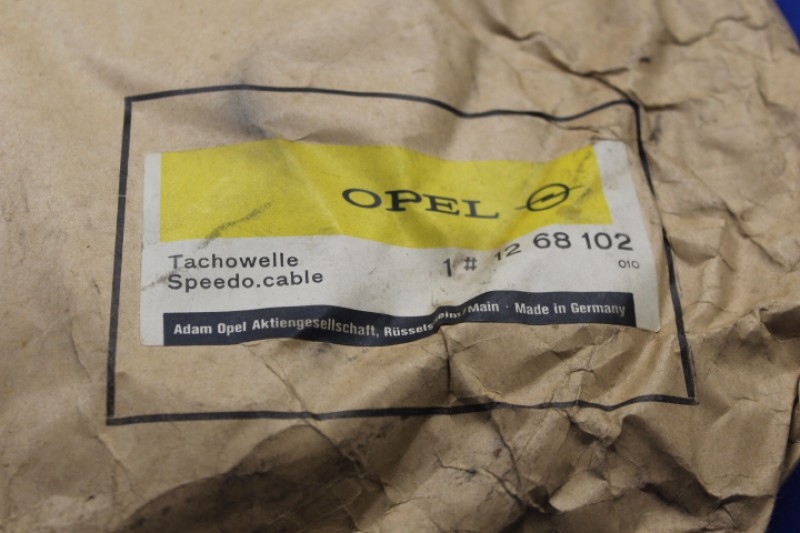 OPEL
Tachowelle
Speedo.cable
1 # 12 68 102
010
Adam Opel Aktiengesellschaft, Rüsselsheim/Main · Made in Germany